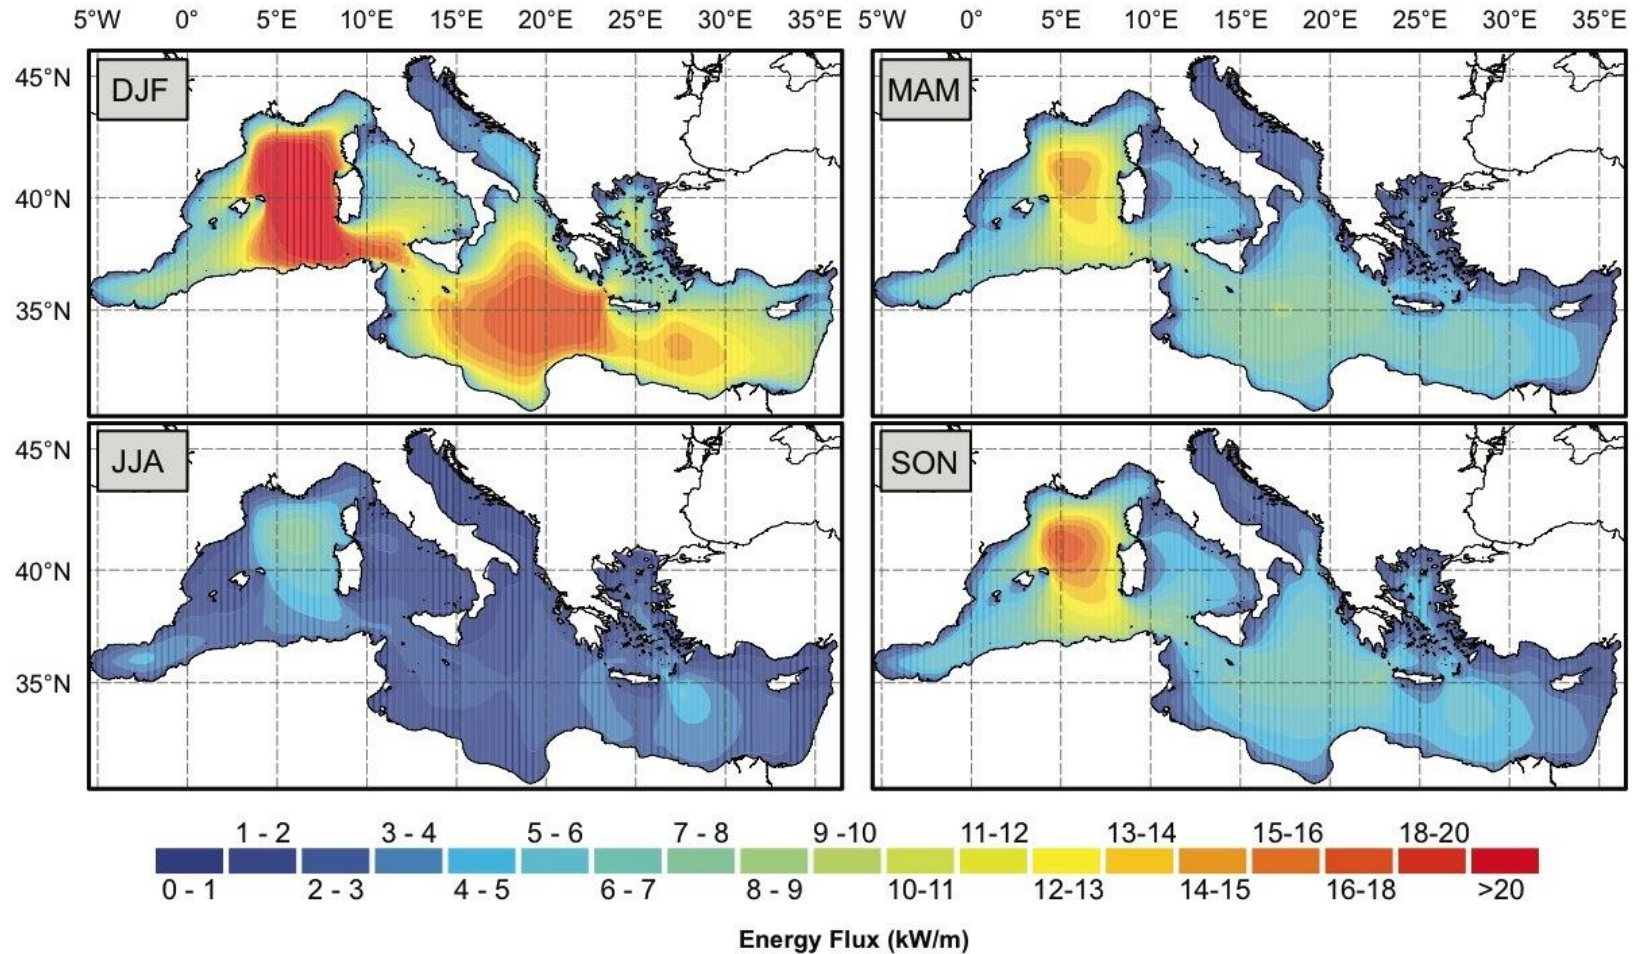 5°W 0° 5°E 10°E 15°E 20°E 25°E 30°E 35°E 5°W 0° 5°E 10°E 15°E 20°E 25°E 30°E 35°E
45°N DJF MAM
40°N
35°N
45°N JJA SON
40°N
35°N
1 - 2 3 - 4 5 - 6 7 - 8 9 -10 11-12 13-14 15-16 18-20
0 - 1 2 - 3 4 - 5 6 - 7 8 - 9 10-11 12-13 14-15 16-18 >20
Energy Flux (kW/m)